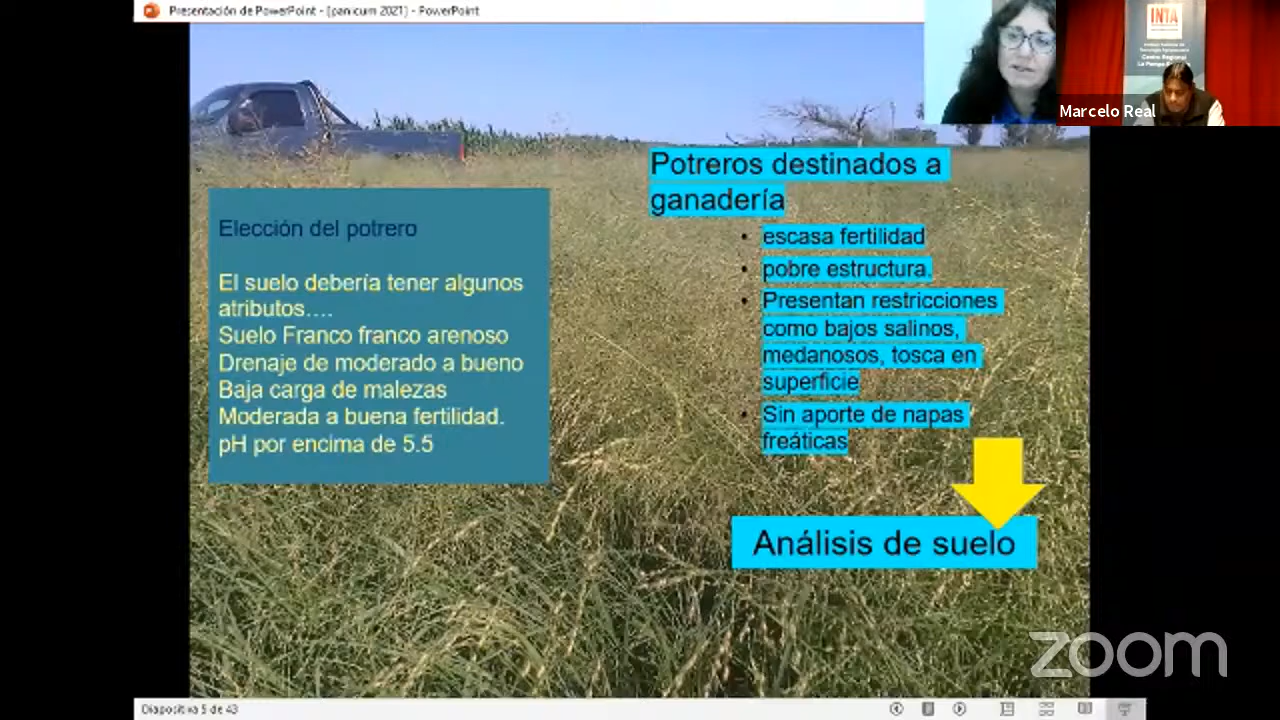 Presentación de PowerPoint - [panicum 2021] - PowerPoint
INTA
Marcelo Real
Potreros destinados a
ganadería
Elección del potrero
El suelo debería tener algunos
atributos….
Suelo Franco franco arenoso
Drenaje de moderado a bueno
Baja carga de malezas
Moderada a buena fertilidad.
pH por encima de 5.5
• escasa fertilidad
• pobre estructura.
• Presentan restricciones
como bajos salinos,
medanosos, tosca en
superficie
• Sin aporte de napas
freáticas
Análisis de suelo
zoom
Diapositiva 5 de 43